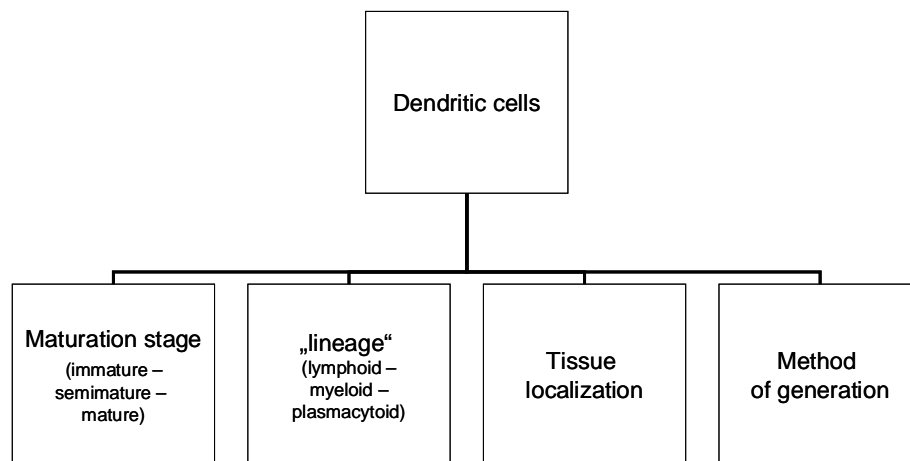 Dendritic cells
Maturation stage
(immature –
semimature –
mature)
„lineage“
(lymphoid –
myeloid –
plasmacytoid)
Tissue
localization
Method
of generation